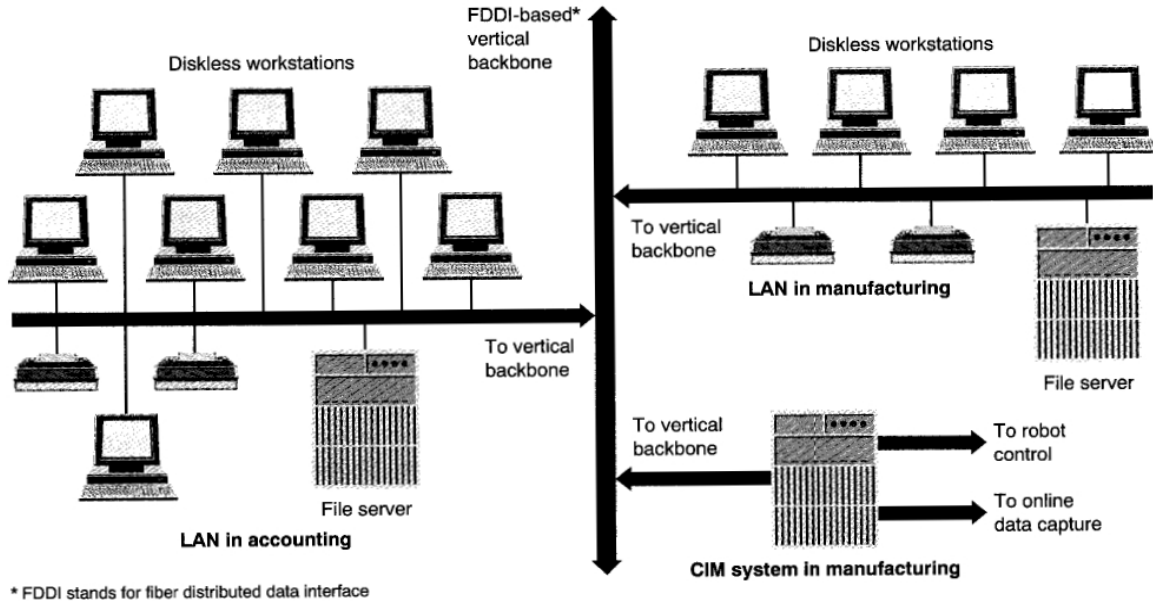 FDDI-based*
vertical
backbone
Diskless workstations
To vertical
backbone
File server
LAN in accounting
Diskless workstations
To vertical
backbone
LAN in manufacturing
File server
To vertical
backbone
To robot
control
To online
data capture
CIM system in manufacturing
* FDDI stands for fiber distributed data interface